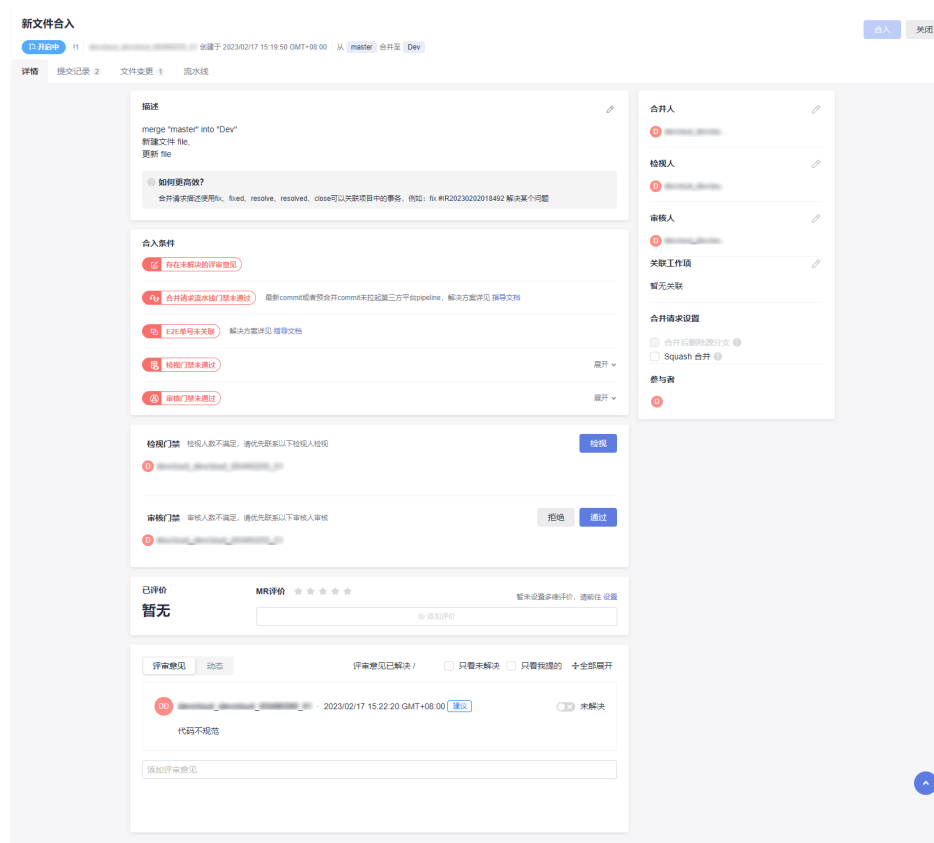 新文件合入
合入 关闭
开启中 !1 创建于 2023/02/17 15:19:50 GMT+08:00 从 master 合并至 Dev
详情 提交记录 2 文件变更 1 流水线
描述
merge "master" into "Dev"
新建文件 file,
更新 file
如何更高效?
合并请求描述使用fix、fixed、resolve、resolved、close可以关联项目中的事务，例如：fix #IR20230202018492 解决某个问题
合入条件
存在未解决的评审意见
合并请求流水线门禁未通过 最新commit或者预合并commit未拉起第三方平台pipeline，解决方案详见 指导文档
E2E单号未关联 解决方案详见 指导文档
检视门禁未通过 展开
审核门禁未通过 展开
检视门禁 检视人数不满足，请优先联系以下检视人检视 检视
D
审核门禁 审核人数不满足，请优先联系以下审核人审核 拒绝 通过
D
已评价 MR评价
暂未设置多维评价，请前往 设置
暂无
添加评价
评审意见 动态 评审意见已解决 / 只看未解决 只看我提的 全部展开
DD · 2023/02/17 15:22:20 GMT+08:00 建议 未解决
代码不规范
添加评审意见
合并人
D
检视人
D
审核人
D
关联工作项
暂无关联
合并请求设置
合并后删除源分支
Squash 合并
参与者
D